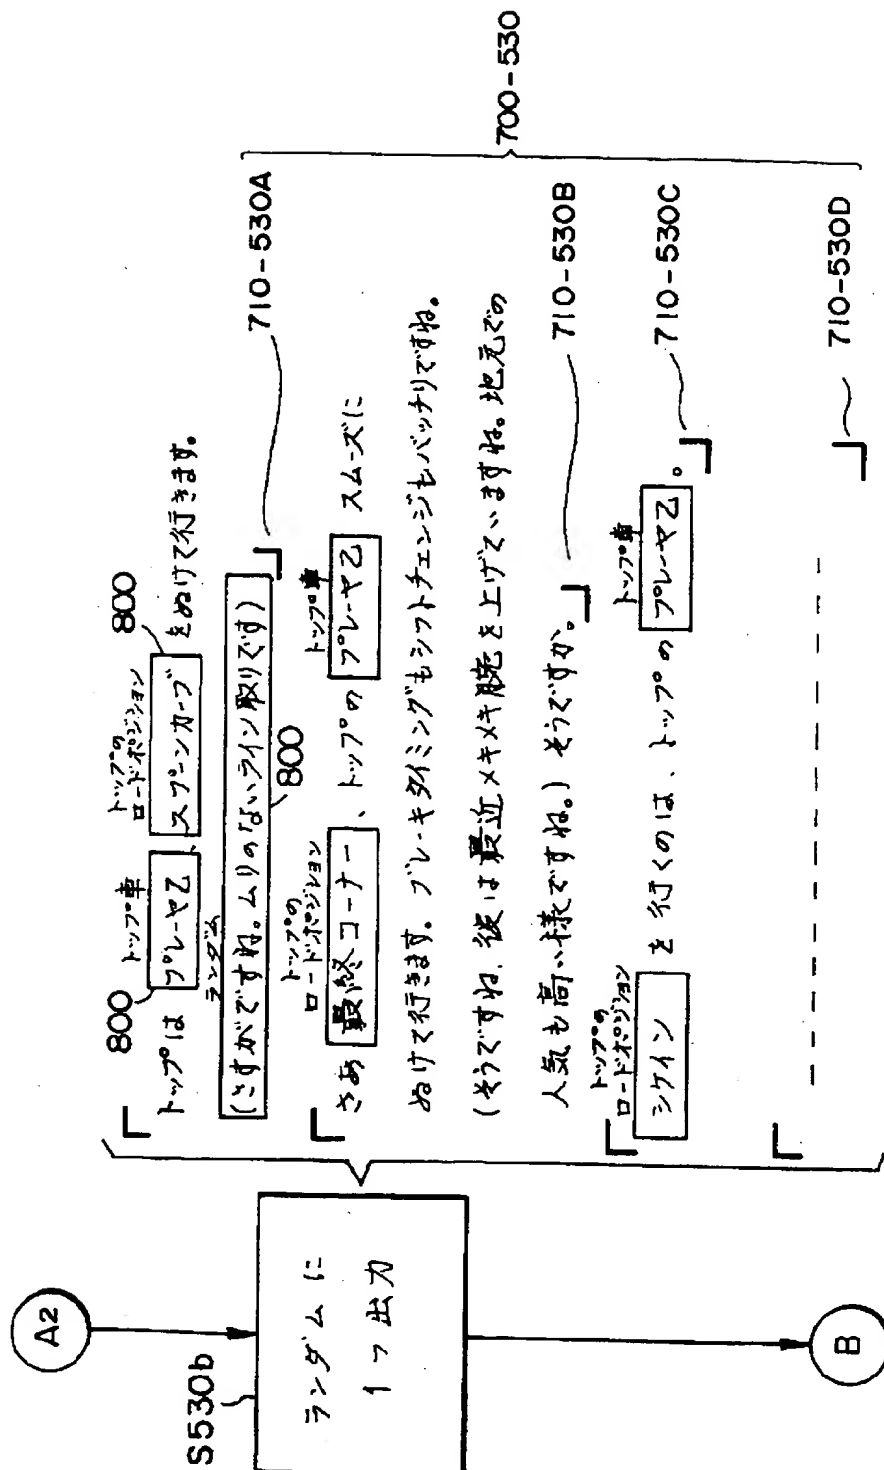 A2
S530b
ランダムに
1つ出力
B
800
トップ車
トップの
ロードポジション
800
「トップはプレーヤ乙、スプーンカーブをぬけて行きます。
ランダム
(さすがですね。ムリのないライン取りです)」
800
710-530A
トップの
ロードポジション
トップ車
「さあ最終コーナー、トップのプレーヤ乙スムーズに
ぬけて行きます。ブレーキタイミングもシフトチェンジもバッチリですね。
(そうですね、後は最近メキメキ腕を上げていますね。地元での
人気も高い様ですね。)そうですか。」
710-530B
トップの
ロードポジション
トップ車
「シケインを行くのは、トップのプレーヤ乙。」
710-530C
710-530D
700-530